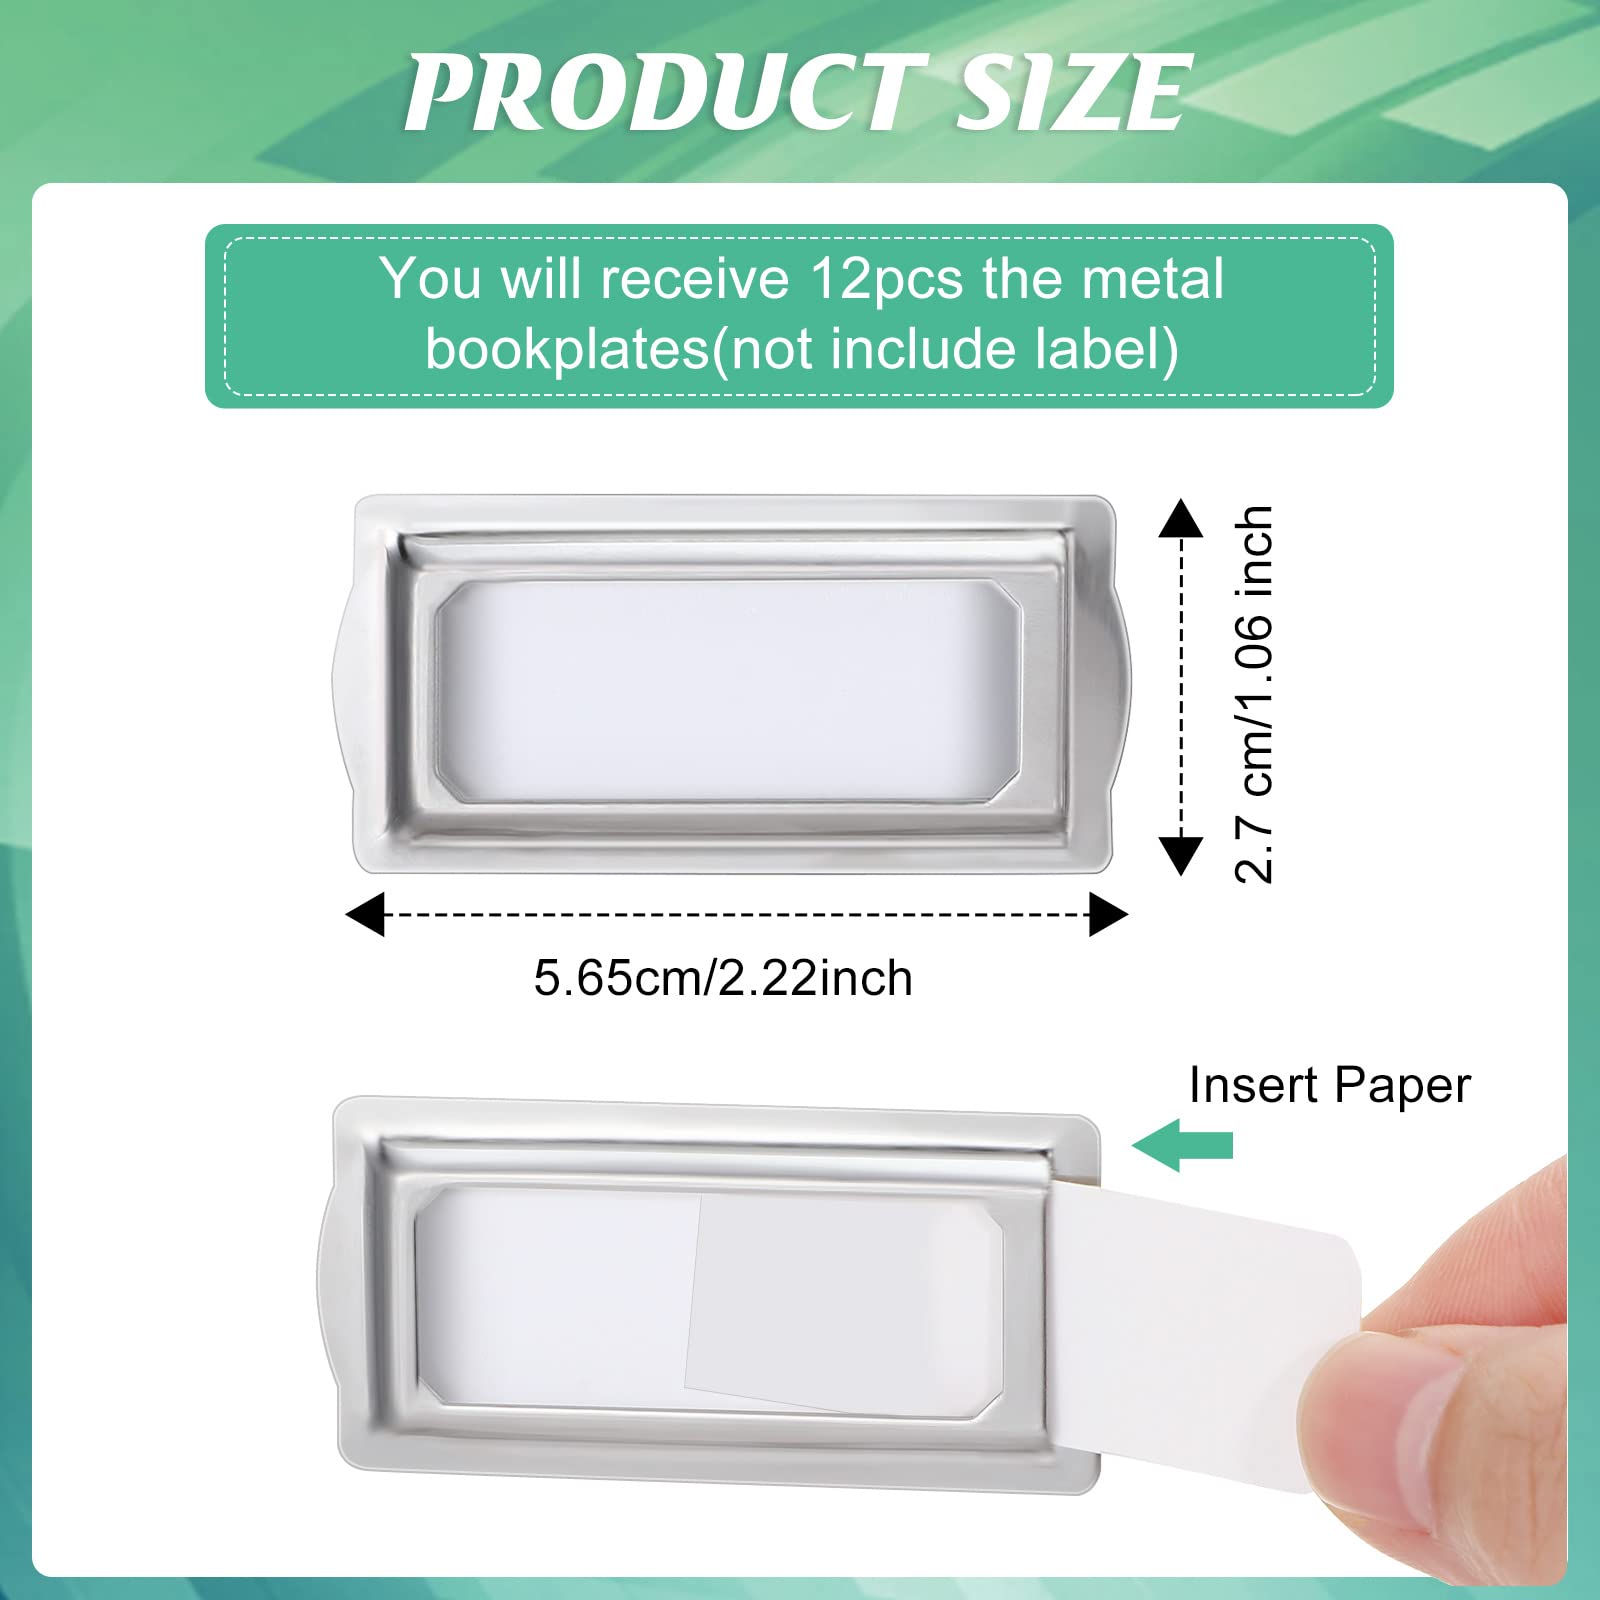 PRODUCT SIZE
You will receive 12pcs the metal
bookplates(not include label)
2.7 cm/1.06 inch
5.65cm/2.22inch
Insert Paper